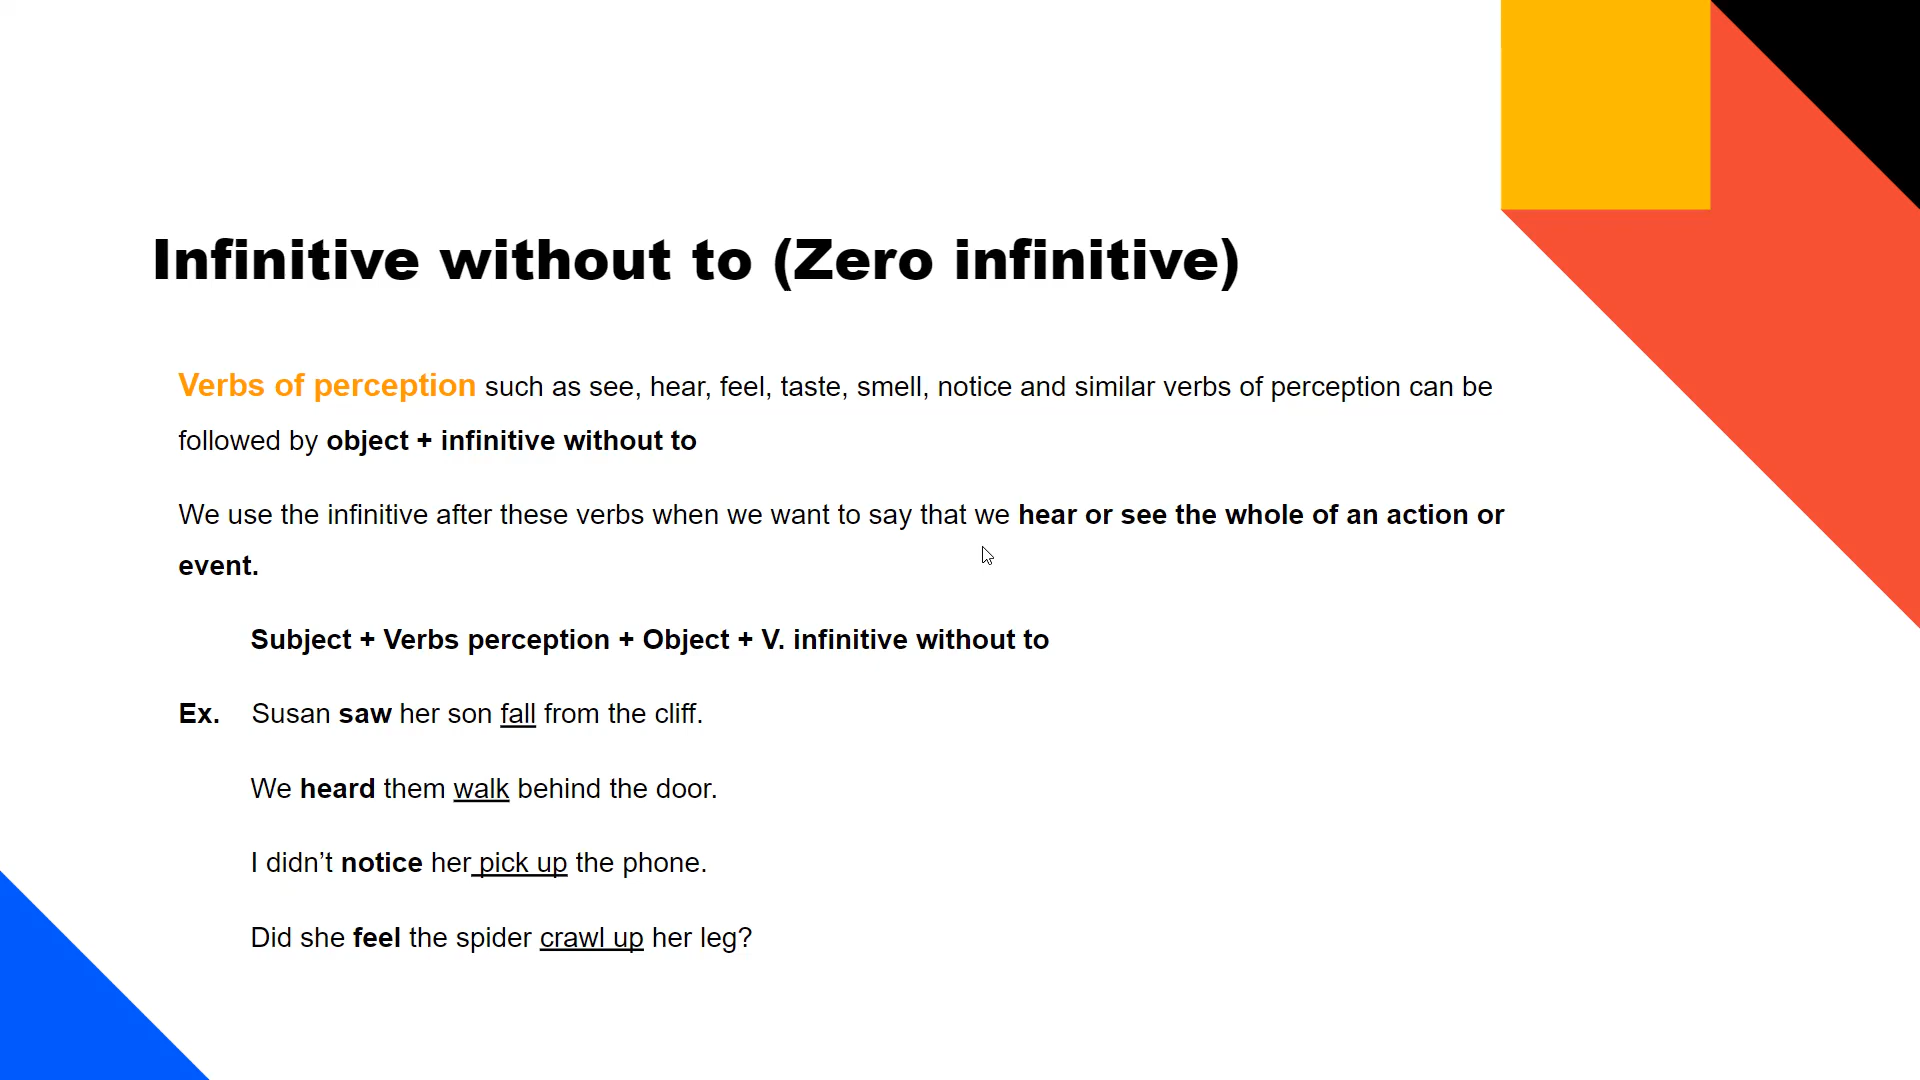 Infinitive without to (Zero infinitive)
Verbs of perception such as see, hear, feel, taste, smell, notice and similar verbs of perception can be
followed by object + infinitive without to
We use the infinitive after these verbs when we want to say that we hear or see the whole of an action or
event.
Subject + Verbs perception + Object + V. infinitive without to
Ex. Susan saw her son fall from the cliff.
We heard them walk behind the door.
I didn’t notice her pick up the phone.
Did she feel the spider crawl up her leg?